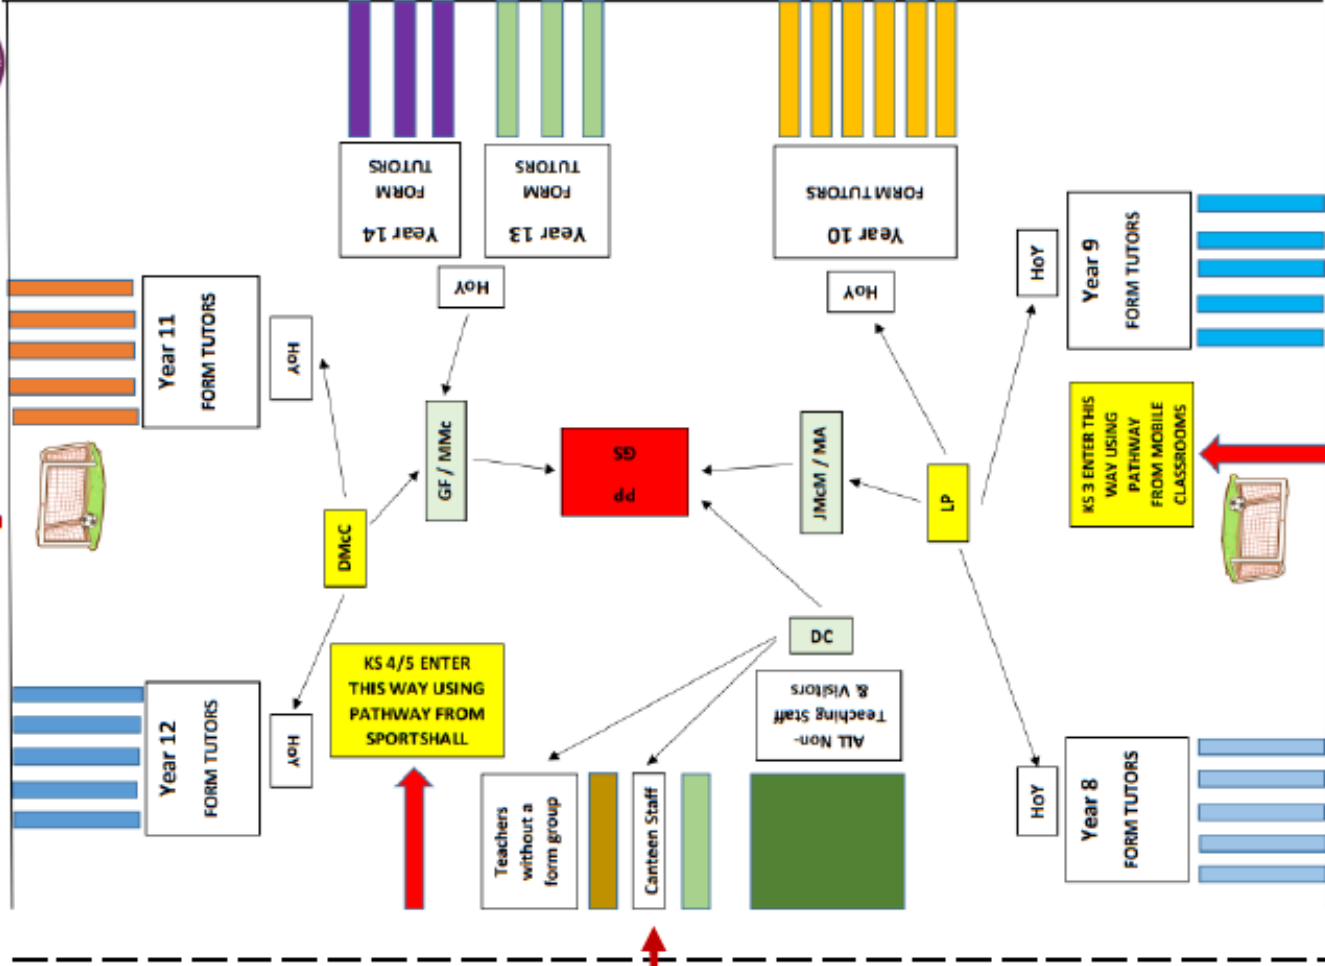 Year 14
FORM
TUTORS
Year 13
FORM
TUTORS
Year 10
FORM TUTORS
HoY
HoY
HoY
Year 9
FORM TUTORS
Year 11
FORM TUTORS
HoY
GF / MMc
PP
GS
JMcM / MA
LP
KS 3 ENTER THIS
WAY USING
PATHWAY
FROM MOBILE
CLASSROOMS
DMcC
DC
KS 4/5 ENTER
THIS WAY USING
PATHWAY FROM
SPORTSHALL
ALL Non-
Teaching Staff
& Visitors
Year 12
FORM TUTORS
HoY
Teachers
without a
form group
Canteen Staff
HoY
Year 8
FORM TUTORS